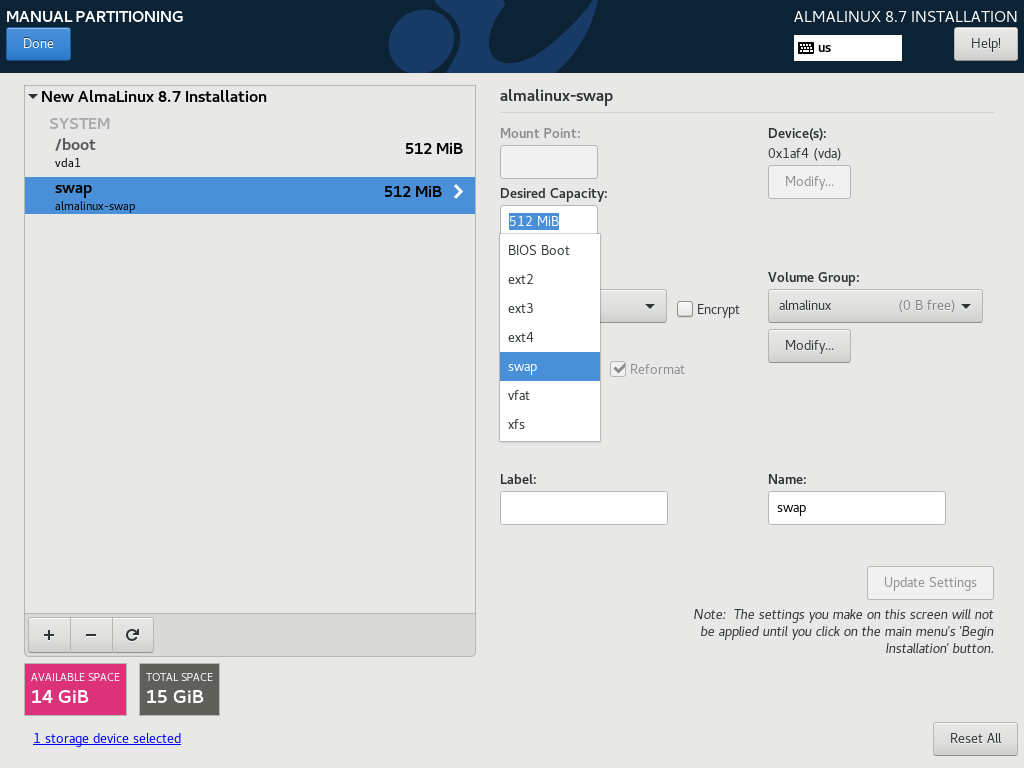 MANUAL PARTITIONING
ALMALINUX 8.7 INSTALLATION
Done
us
Help!
New AlmaLinux 8.7 Installation
SYSTEM
/boot
512 MiB
vda1
swap
512 MiB
almalinux-swap
+
−
AVAILABLE SPACE
14 GiB
TOTAL SPACE
15 GiB
1 storage device selected
almalinux-swap
Mount Point:
Device(s):
0x1af4 (vda)
Modify...
Desired Capacity:
512 MiB
BIOS Boot
ext2
ext3
ext4
swap
vfat
xfs
Encrypt
Reformat
Volume Group:
almalinux (0 B free)
Modify...
Label:
Name:
swap
Update Settings
Note: The settings you make on this screen will not
be applied until you click on the main menu's 'Begin
Installation' button.
Reset All